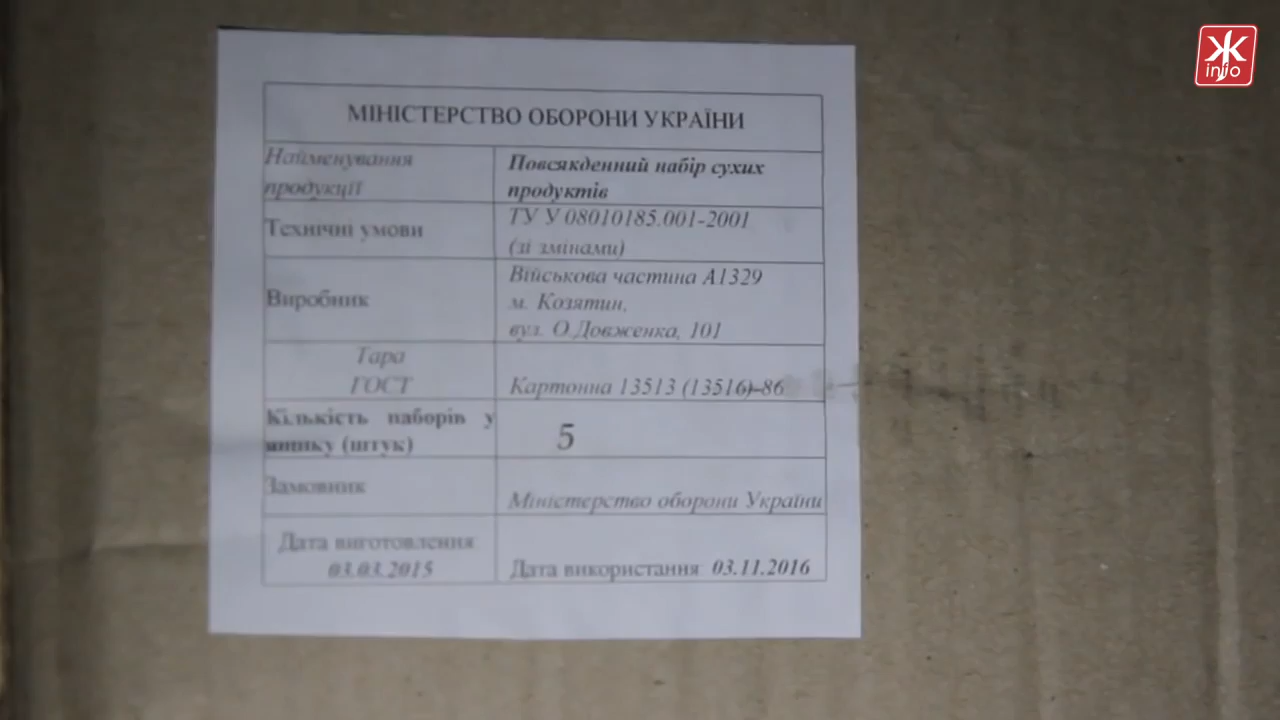 Ж
info
МІНІСТЕРСТВО ОБОРОНИ УКРАЇНИ
Найменування продукції
Повсякденний набір сухих
продуктів
Технічні умови
ТУ У 08010185.001-2001
(зі змінами)
Виробник
Військова частина А1329
м. Козятин,
вул. О.Довженка, 101
Тара
ГОСТ
Картонна 13513 (13516)–86
Кількість наборів у
ящику (штук)
5
Замовник
Міністерство оборони України
Дата виготовлення
03.03.2015
Дата використання 03.11.2016